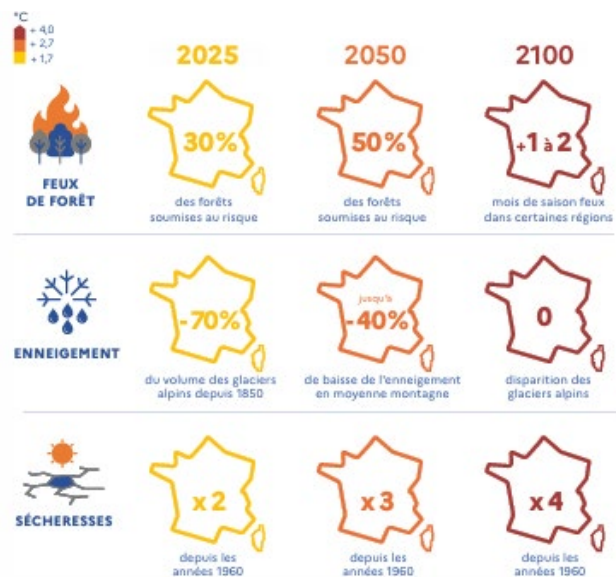 °C
+ 4,0
+ 2,7
+ 1,7
2025
2050
2100
FEUX
DE FORÊT
30%
des forêts
soumises au risque
50%
des forêts
soumises au risque
+1 à 2
mois de saison feux
dans certaines régions
ENNEIGEMENT
-70%
du volume des glaciers
alpins depuis 1850
jusqu'à
-40%
de baisse de l'enneigement
en moyenne montagne
0
disparition des
glaciers alpins
SÉCHERESSES
x 2
depuis les
années 1960
x 3
depuis les
années 1960
x 4
depuis les
années 1960